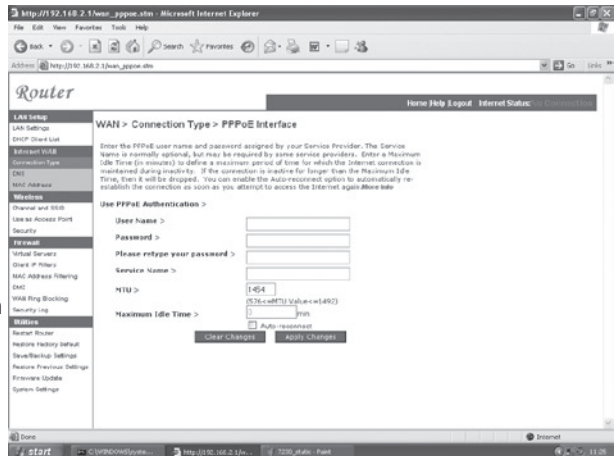 http://192.168.2.1/wan_pppoe.stm - Microsoft Internet Explorer
File Edit View Favorites Tools Help
Back Search Favorites
Address http://192.168.2.1/wan_pppoe.stm Go Links
Router
Home |Help |Logout Internet Status: No Connection
LAN Setup
LAN Settings
DHCP Client List
Internet WAN
Connection Type
DNS
MAC Address
Wireless
Channel and SSID
Use as Access Point
Security
Firewall
Virtual Servers
Client IP Filters
MAC Address Filtering
DMZ
WAN Ping Blocking
Security Log
Utilities
Restart Router
Restore Factory Default
Save/Backup Settings
Restore Previous Settings
Firmware Update
System Settings
WAN > Connection Type > PPPoE Interface
Enter the PPPoE user name and password assigned by your Service Provider. The Service
Name is normally optional, but may be required by some service providers. Enter a Maximum
Idle Time (in minutes) to define a maximum period of time for which the Internet connection is
maintained during inactivity. If the connection is inactive for longer than the Maximum Idle
Time, then it will be dropped. You can enable the Auto-reconnect option to automatically re-
establish the connection as soon as you attempt to access the Internet again.More Info
Use PPPoE Authentication >
User Name >
Password >
Please retype your password >
Service Name >
MTU > 1454
(576<=MTU Value<=1492)
Maximum Idle Time > min
Auto-reconnect
Clear Changes Apply Changes
Done Internet
start C:\WINDOWS\syste... http://192.168.2.1/w... 7230_static - Paint 11:28